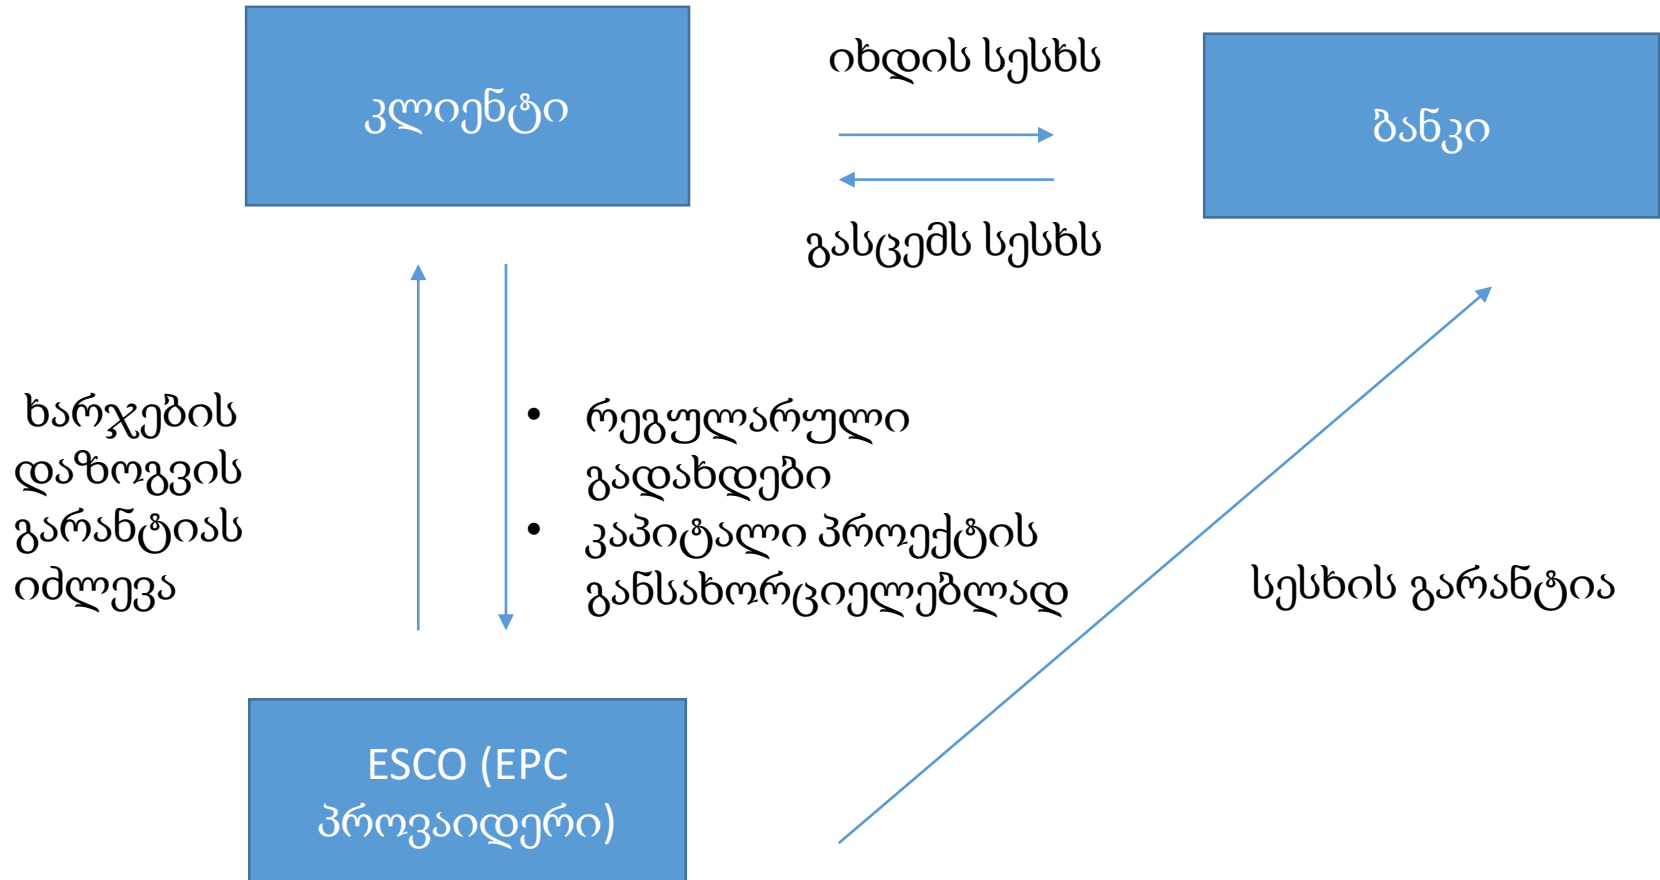 კლიენტი
იხდის სესხს
ბანკი
გასცემს სესხს
ხარჯების
დაზოგვის
გარანტიას
იძლევა
• რეგულარული
გადახდები
• კაპიტალი პროექტის
განსახორციელებლად
სესხის გარანტია
ESCO (EPC
პროვაიდერი)